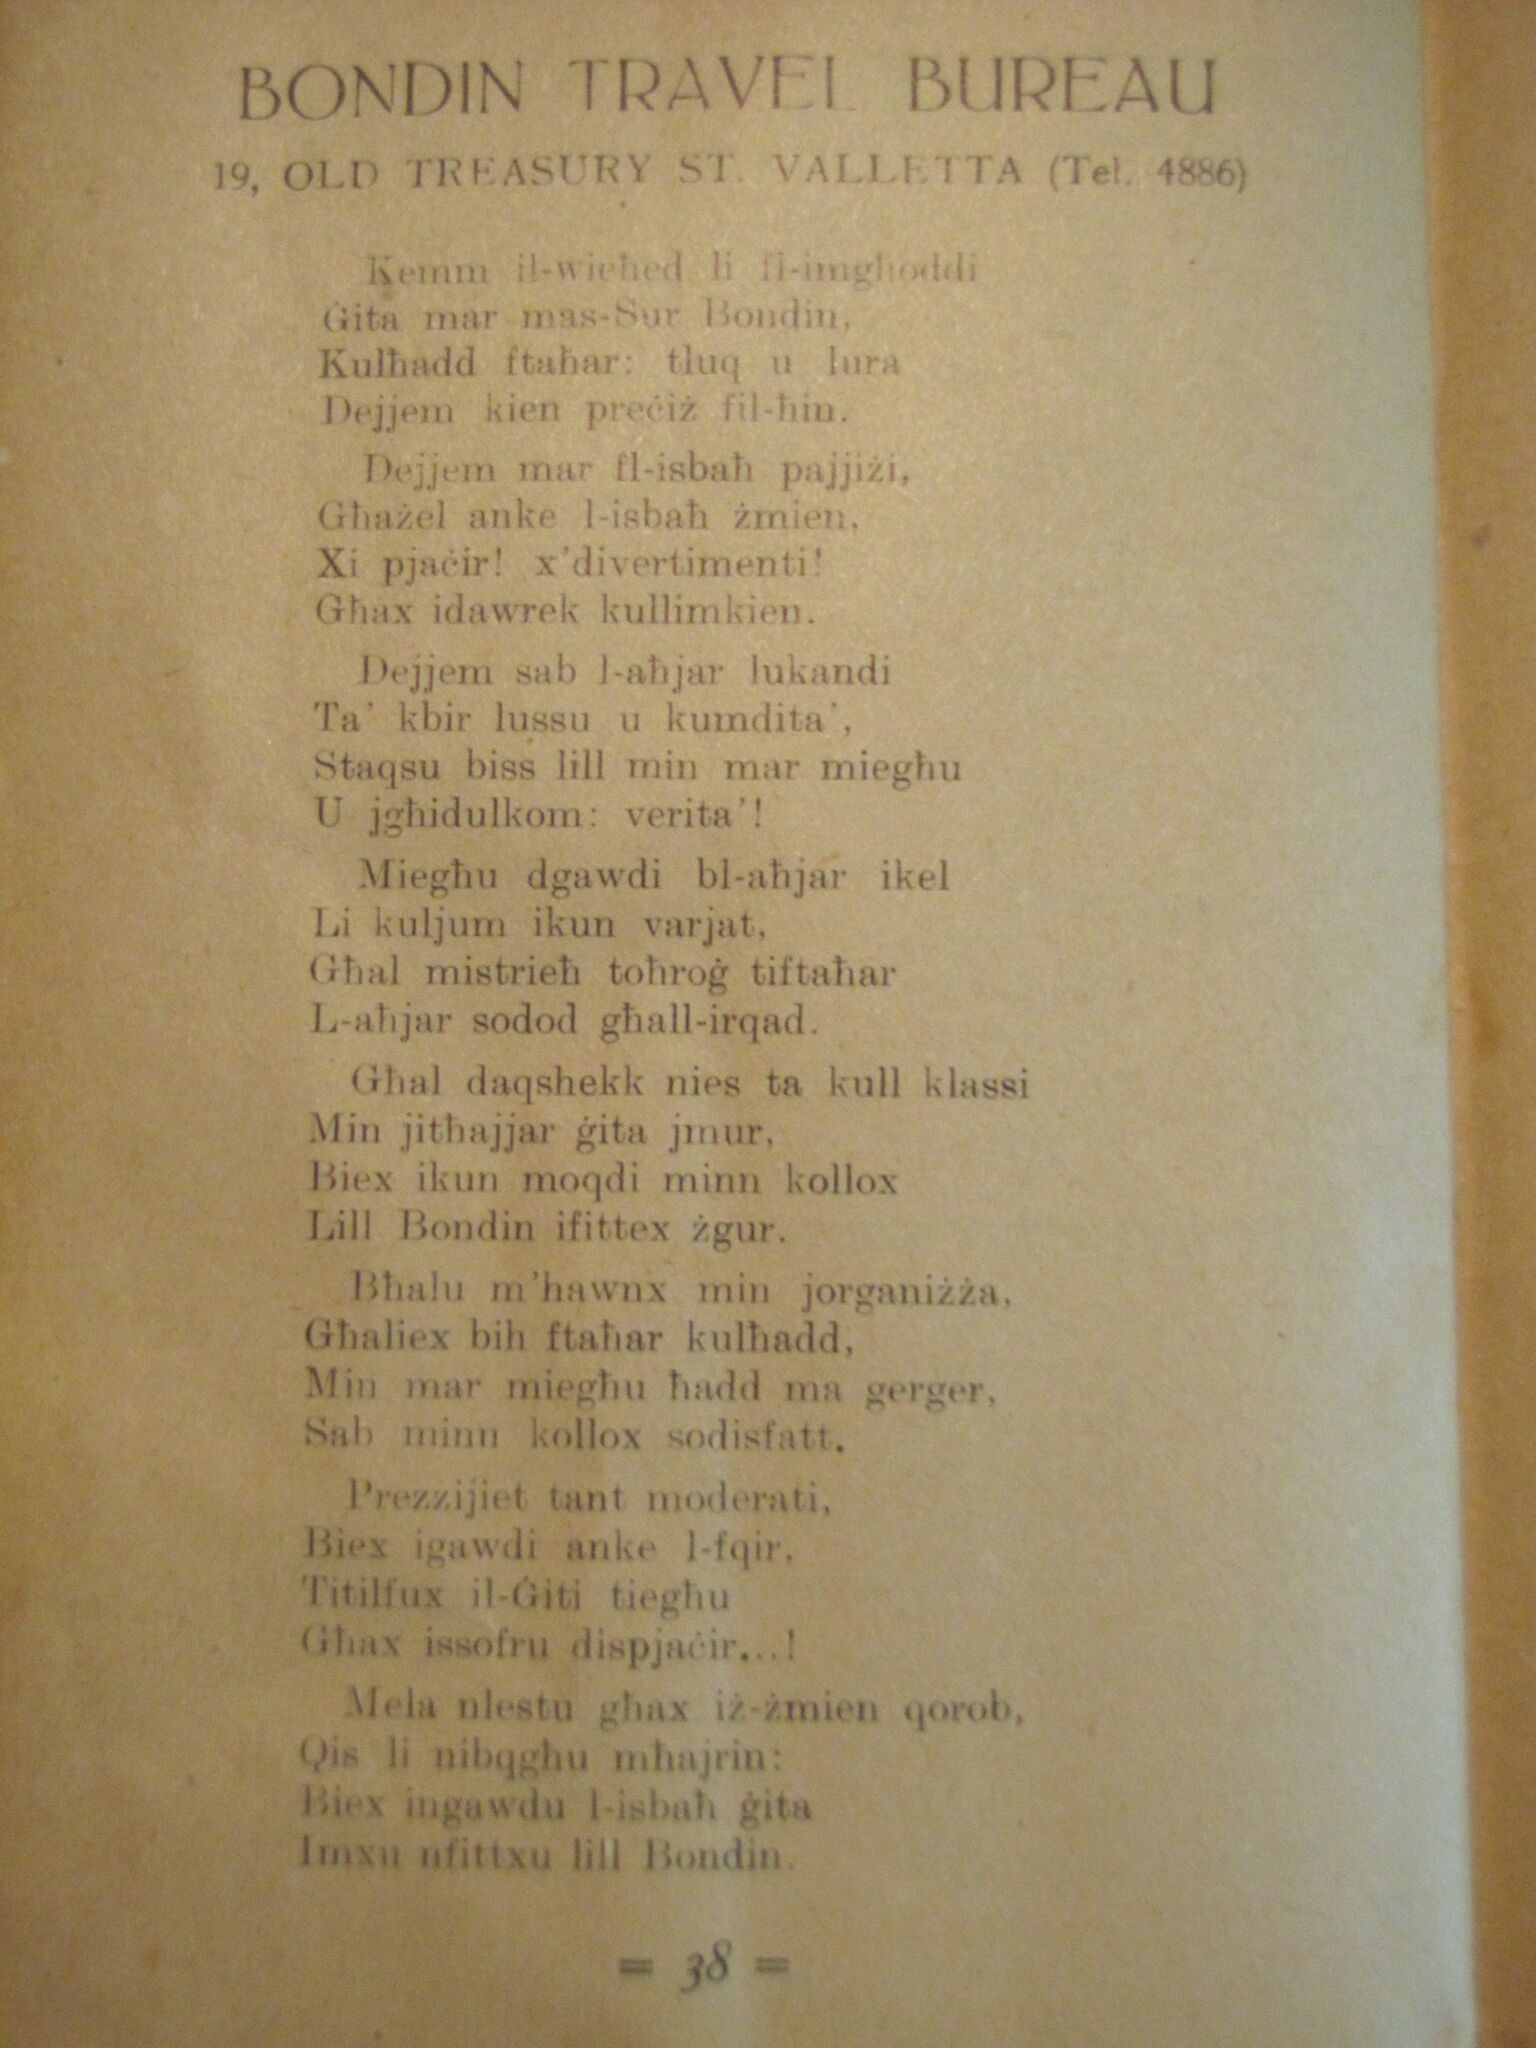 BONDIN TRAVEL BUREAU
19, OLD TREASURY ST. VALLETTA (Tel. 4886)
Kemm il-wieħed li fl-imgħoddi
Ġita mar mas-Sur Bondin,
Kulħadd ftaħar: tluq u lura
Dejjem kien preċiż fil-ħin.
Dejjem mar fl-isbaħ pajjiżi,
Għażel anke l-isbaħ żmien,
Xi pjaċir! x'divertimenti!
Għax idawrek kullimkien.
Dejjem sab l-aħjar lukandi
Ta' kbir lussu u kumdita',
Staqsu biss lill min mar miegħu
U jgħidulkom: verita'!
Miegħu dgawdi bl-aħjar ikel
Li kuljum ikun varjat,
Għal mistrieħ toħroġ tiftaħar
L-aħjar sodod għall-irqad.
Għal daqshekk nies ta kull klassi
Min jitħajjar ġita jmur,
Biex ikun moqdi minn kollox
Lill Bondin ifittex żgur.
Bħalu m'hawnx min jorganiżża,
Għaliex bih ftaħar kulħadd,
Min mar miegħu ħadd ma gerger,
Sab minn kollox sodisfatt.
Prezzijiet tant moderati,
Biex igawdi anke l-fqir,
Titilfux il-Ġiti tiegħu
Għax issofru dispjaċir...!
Mela nlestu għax iż-żmien qorob,
Qis li nibqgħu mħajrin:
Biex ingawdu l-isbaħ ġita
Imxu nfittxu lill Bondin.
= 38 =